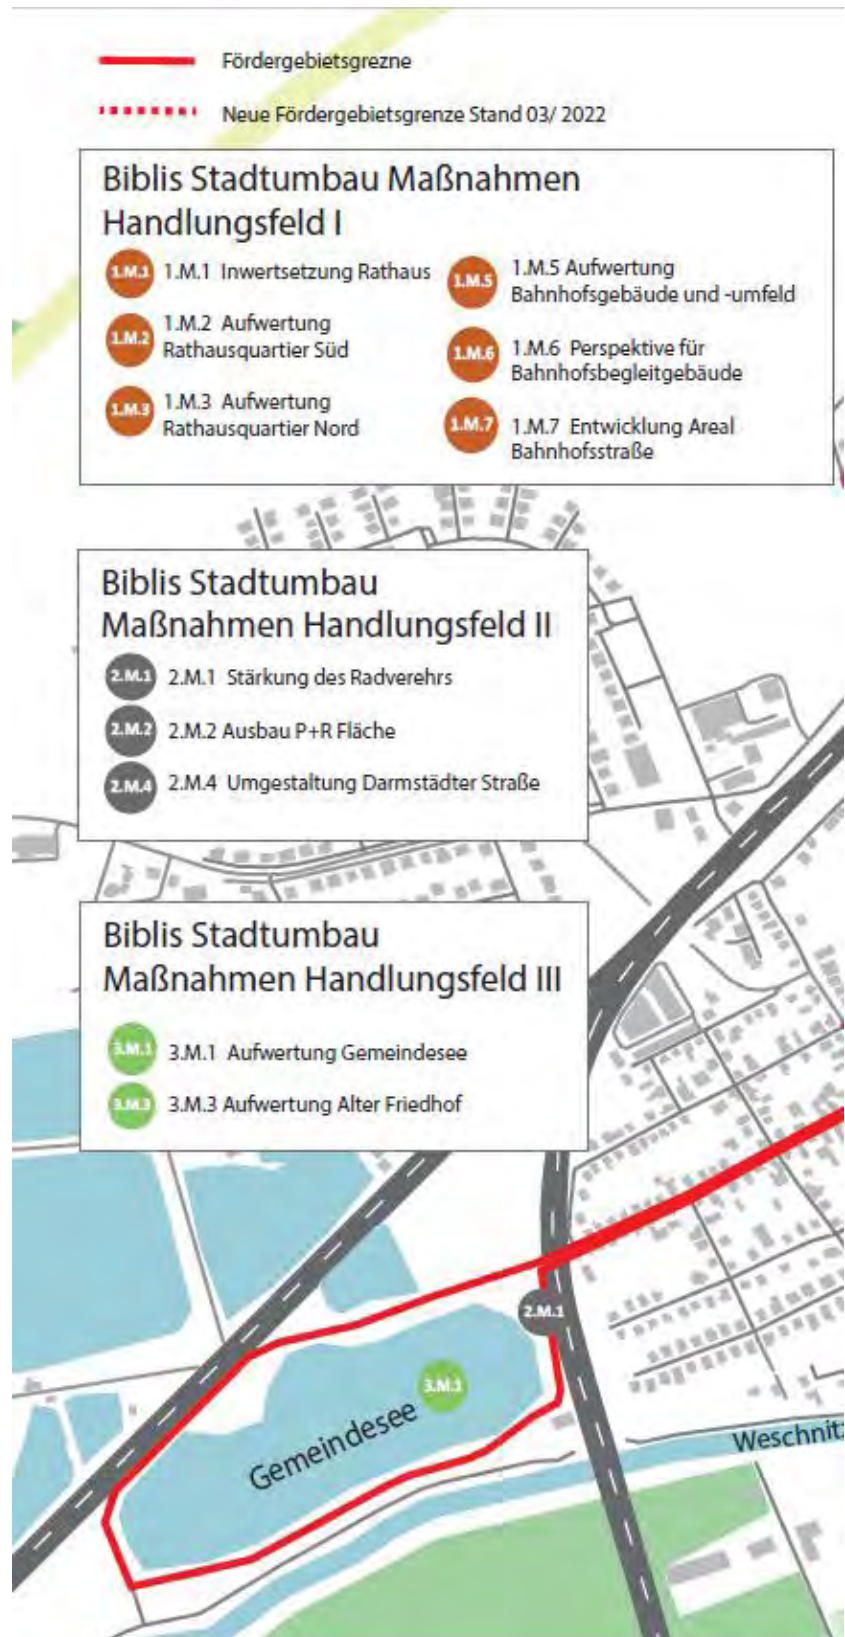 Fördergebietsgrezne
Neue Fördergebietsgrenze Stand 03/ 2022
Biblis Stadtumbau Maßnahmen
Handlungsfeld I
1.M.1 1.M.1 Inwertsetzung Rathaus
1.M.2 1.M.2 Aufwertung
Rathausquartier Süd
1.M.3 1.M.3 Aufwertung
Rathausquartier Nord
1.M.5 1.M.5 Aufwertung
Bahnhofsgebäude und -umfeld
1.M.6 1.M.6 Perspektive für
Bahnhofsbegleitgebäude
1.M.7 1.M.7 Entwicklung Areal
Bahnhofsstraße
Biblis Stadtumbau
Maßnahmen Handlungsfeld II
2.M.1 2.M.1 Stärkung des Radverehrs
2.M.2 2.M.2 Ausbau P+R Fläche
2.M.4 2.M.4 Umgestaltung Darmstädter Straße
Biblis Stadtumbau
Maßnahmen Handlungsfeld III
3.M.1 3.M.1 Aufwertung Gemeindesee
3.M.3 3.M.3 Aufwertung Alter Friedhof
2.M.1
3.M.1
Gemeindesee
Weschnitz